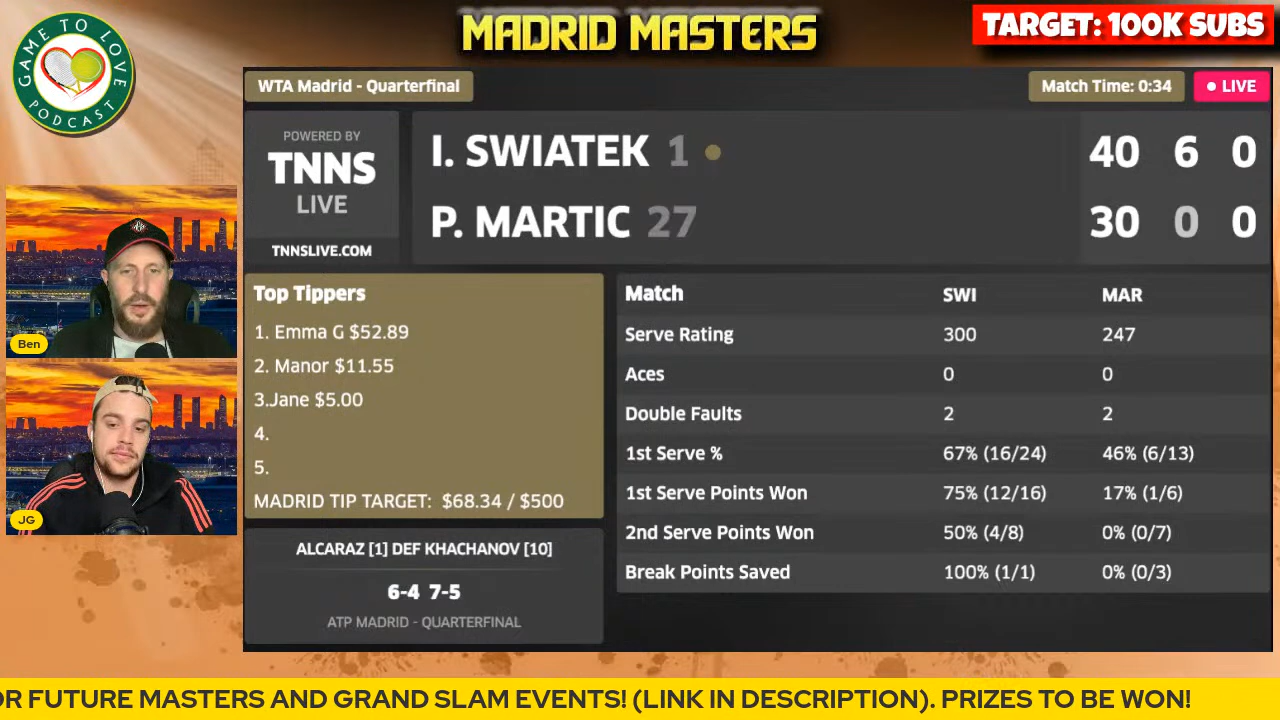 GAME TO LOVE
PODCAST
MADRID MASTERS
TARGET: 100K SUBS
WTA Madrid - Quarterfinal
Match Time: 0:34
LIVE
POWERED BY
TNNS
LIVE
TNNSLIVE.COM
I. SWIATEK 1 40 6 0
P. MARTIC 27 30 0 0
Ben
JG
Top Tippers
1. Emma G $52.89
2. Manor $11.55
3.Jane $5.00
4.
5.
MADRID TIP TARGET: $68.34 / $500
ALCARAZ [1] DEF KHACHANOV [10]
6-4 7-5
ATP MADRID - QUARTERFINAL
Match SWI MAR
Serve Rating 300 247
Aces 0 0
Double Faults 2 2
1st Serve % 67% (16/24) 46% (6/13)
1st Serve Points Won 75% (12/16) 17% (1/6)
2nd Serve Points Won 50% (4/8) 0% (0/7)
Break Points Saved 100% (1/1) 0% (0/3)
OR FUTURE MASTERS AND GRAND SLAM EVENTS! (LINK IN DESCRIPTION). PRIZES TO BE WON!